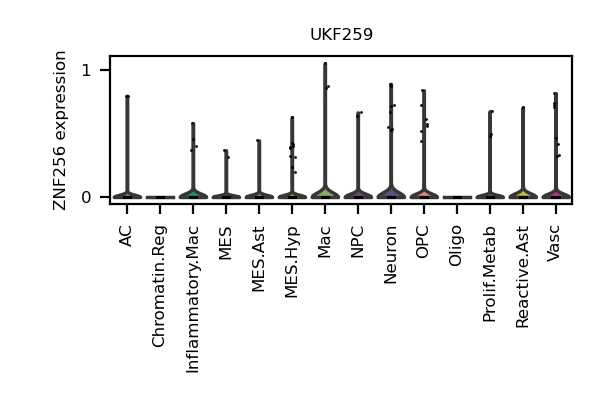 UKF259
ZNF256 expression
1
0
AC
Chromatin.Reg
Inflammatory.Mac
MES
MES.Ast
MES.Hyp
Mac
NPC
Neuron
OPC
Oligo
Prolif.Metab
Reactive.Ast
Vasc